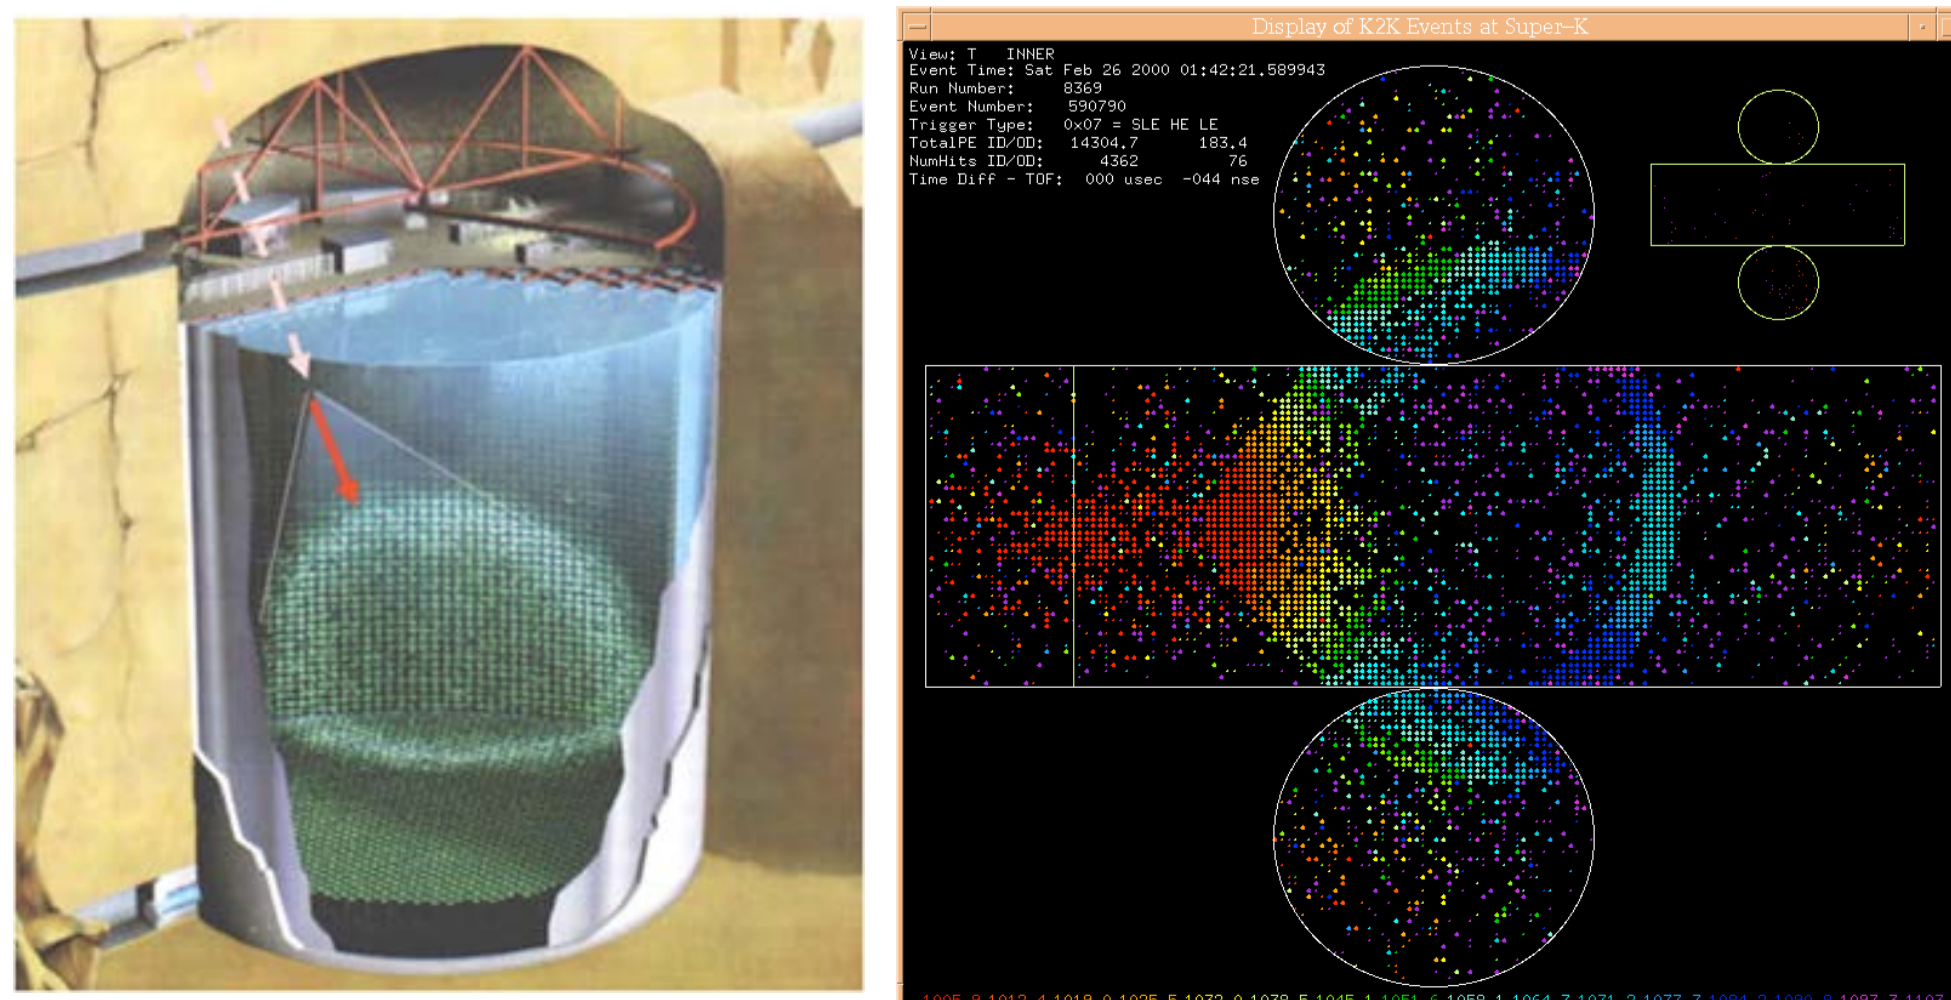 Display of K2K Events at Super-K
View: T INNER
Event Time: Sat Feb 26 2000 01:42:21.589943
Run Number: 8369
Event Number: 590790
Trigger Type: 0x07 = SLE HE LE
TotalPE ID/OD: 14304.7 183.4
NumHits ID/OD: 4362 76
Time Diff - TOF: 000 usec -044 nse